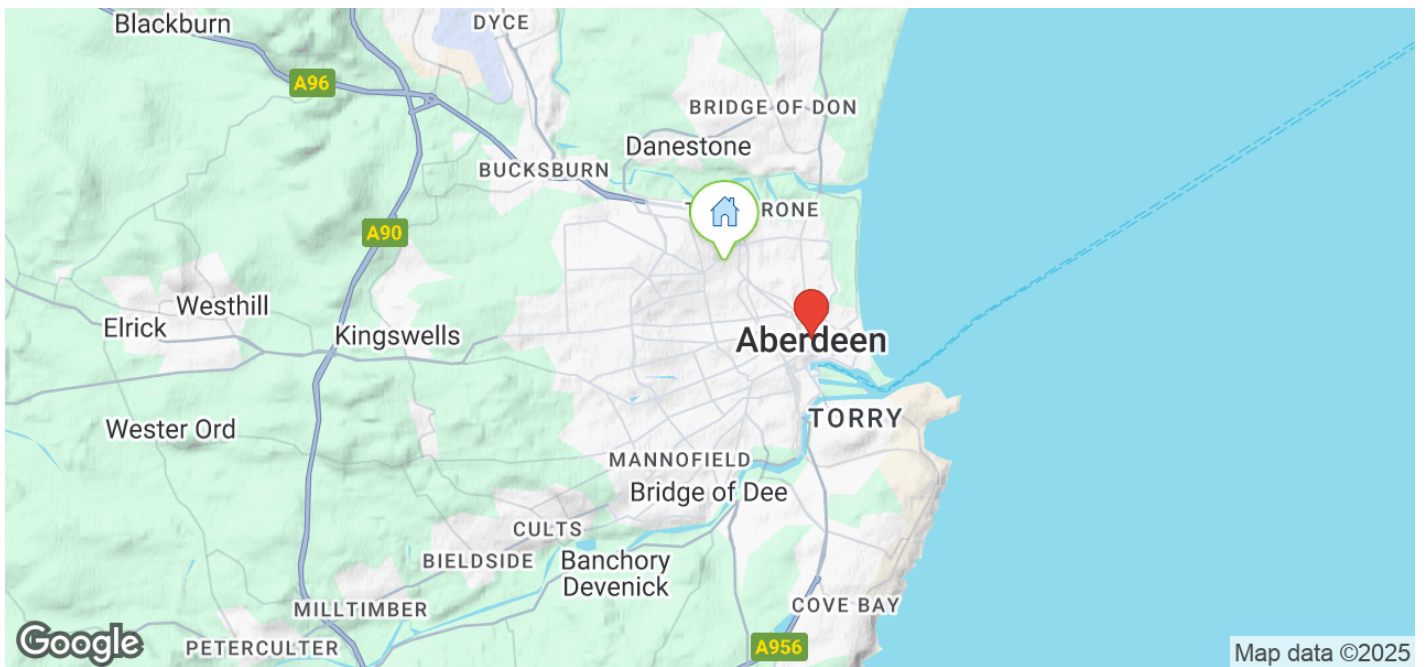 Blackburn
DYCE
A96
BRIDGE OF DON
Danestone
BUCKSBURN
RONE
A90
Westhill
Elrick
Kingswells
Aberdeen
TORRY
Wester Ord
MANNOFIELD
Bridge of Dee
CULTS
BIELDSIDE
Banchory
Devenick
MILLTIMBER
COVE BAY
PETERCULTER
A956
Google
Map data ©2025